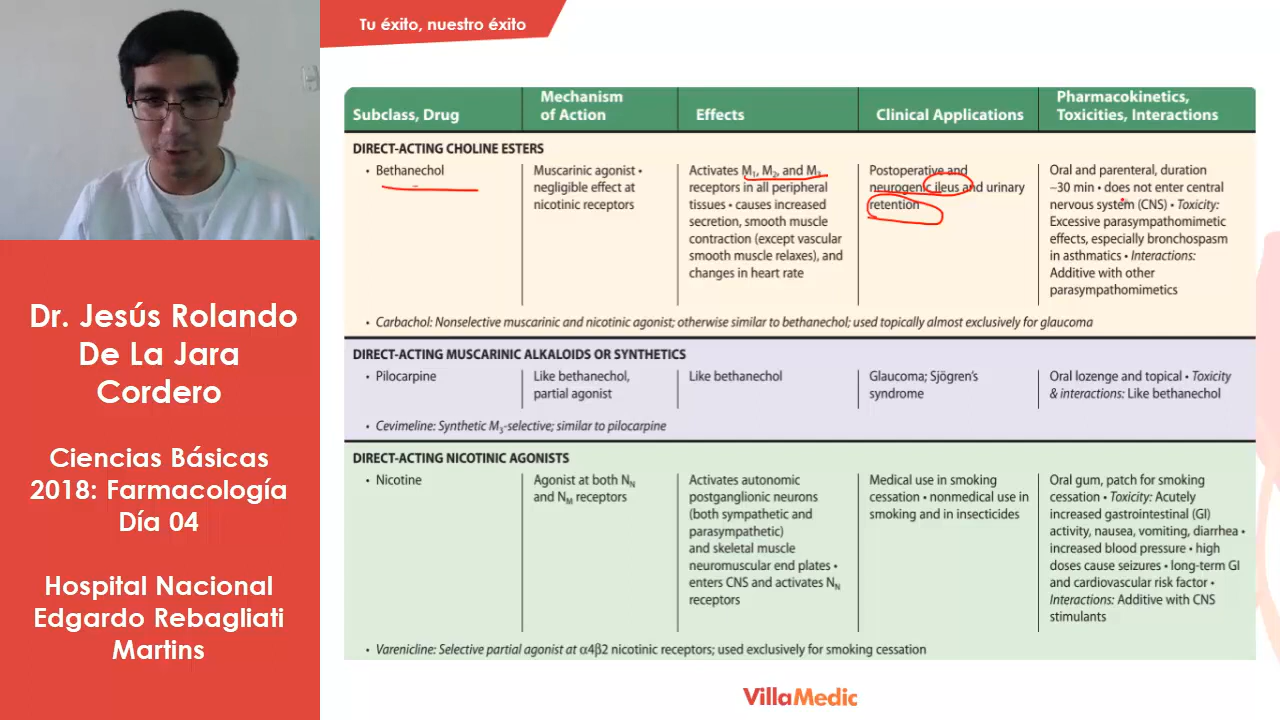 Tu éxito, nuestro éxito
Dr. Jesús Rolando
De La Jara
Cordero
Ciencias Básicas
2018: Farmacología
Día 04
Hospital Nacional
Edgardo Rebagliati
Martins
Subclass, Drug
Mechanism
of Action
Effects
Clinical Applications
Pharmacokinetics,
Toxicities, Interactions
DIRECT-ACTING CHOLINE ESTERS
• Bethanechol
Muscarinic agonist •
negligible effect at
nicotinic receptors
Activates M1, M2, and M3
receptors in all peripheral
tissues • causes increased
secretion, smooth muscle
contraction (except vascular
smooth muscle relaxes), and
changes in heart rate
Postoperative and
neurogenic ileus and urinary
retention
Oral and parenteral, duration
~30 min • does not enter central
nervous system (CNS) • Toxicity:
Excessive parasympathomimetic
effects, especially bronchospasm
in asthmatics • Interactions:
Additive with other
parasympathomimetics
• Carbachol: Nonselective muscarinic and nicotinic agonist; otherwise similar to bethanechol; used topically almost exclusively for glaucoma
DIRECT-ACTING MUSCARINIC ALKALOIDS OR SYNTHETICS
• Pilocarpine
Like bethanechol,
partial agonist
Like bethanechol
Glaucoma; Sjögren's
syndrome
Oral lozenge and topical • Toxicity
& interactions: Like bethanechol
• Cevimeline: Synthetic M3-selective; similar to pilocarpine
DIRECT-ACTING NICOTINIC AGONISTS
• Nicotine
Agonist at both NN
and NM receptors
Activates autonomic
postganglionic neurons
(both sympathetic and
parasympathetic)
and skeletal muscle
neuromuscular end plates •
enters CNS and activates NN
receptors
Medical use in smoking
cessation • nonmedical use in
smoking and in insecticides
Oral gum, patch for smoking
cessation • Toxicity: Acutely
increased gastrointestinal (GI)
activity, nausea, vomiting, diarrhea •
increased blood pressure • high
doses cause seizures • long-term GI
and cardiovascular risk factor •
Interactions: Additive with CNS
stimulants
• Varenicline: Selective partial agonist at α4β2 nicotinic receptors; used exclusively for smoking cessation
VillaMedic